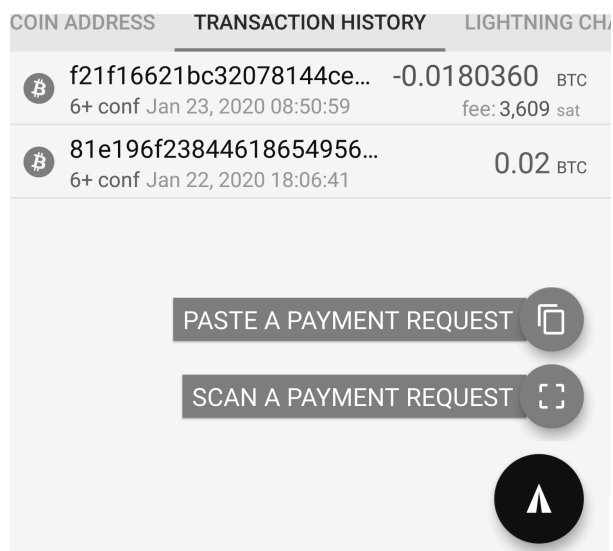 COIN ADDRESS TRANSACTION HISTORY LIGHTNING CHA
f21f16621bc32078144ce... -0.0180360 BTC
6+ conf Jan 23, 2020 08:50:59 fee: 3,609 sat
81e196f23844618654956... 0.02 BTC
6+ conf Jan 22, 2020 18:06:41
PASTE A PAYMENT REQUEST
SCAN A PAYMENT REQUEST